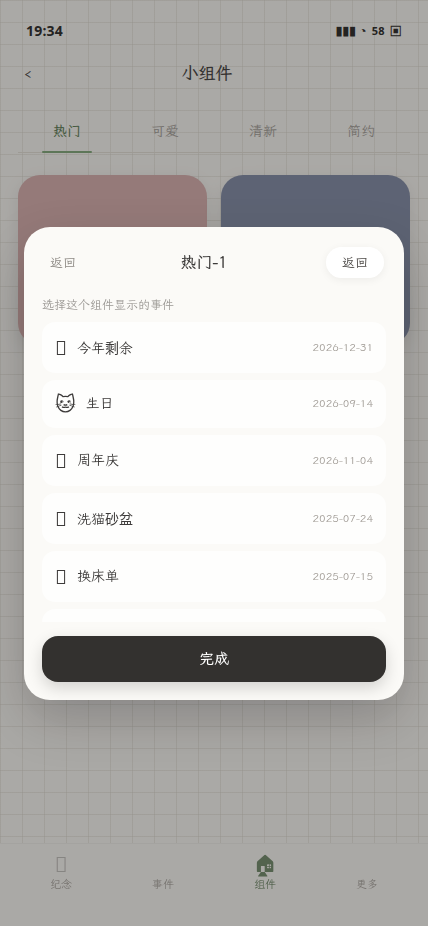 19:34
58
小组件
热门 可爱 清新 简约
返回 热门-1 返回
选择这个组件显示的事件
今年剩余 2026-12-31
生日 2026-09-14
周年庆 2026-11-04
洗猫砂盆 2025-07-24
换床单 2025-07-15
完成
纪念 事件 组件 更多